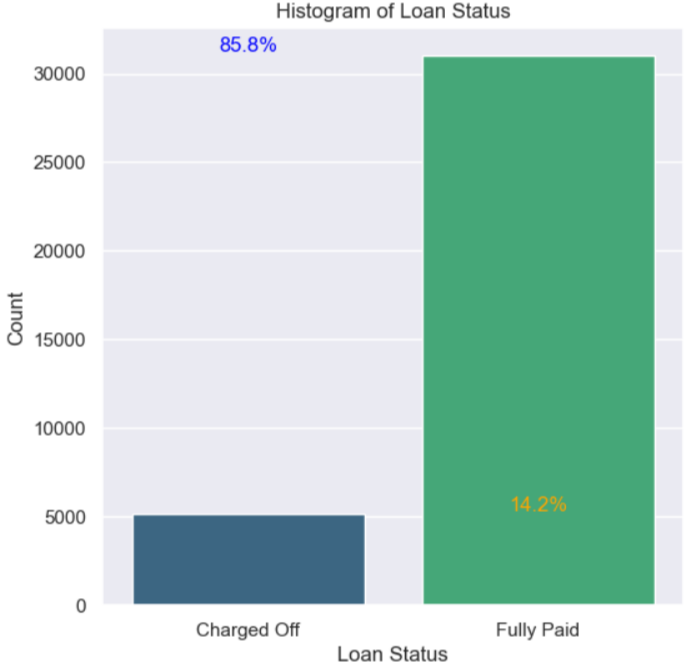 Histogram of Loan Status
85.8%
30000
25000
20000
15000
10000
5000
0
Count
14.2%
Charged Off
Fully Paid
Loan Status